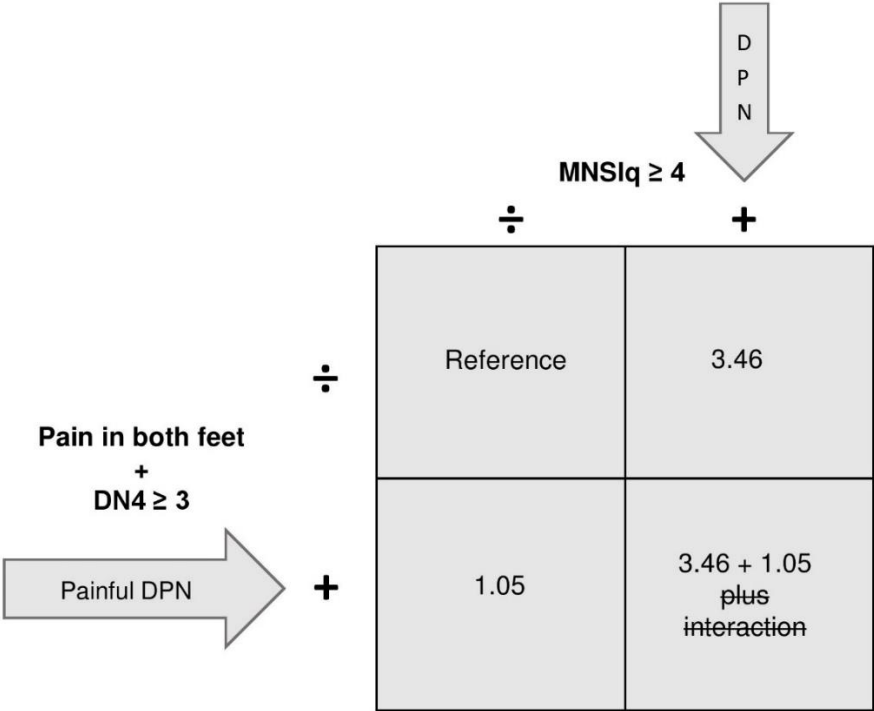 D
P
N
MNSIq ≥ 4
÷ +
÷
Reference
3.46
Pain in both feet
+
DN4 ≥ 3
Painful DPN
+
1.05
3.46 + 1.05
plus
interaction